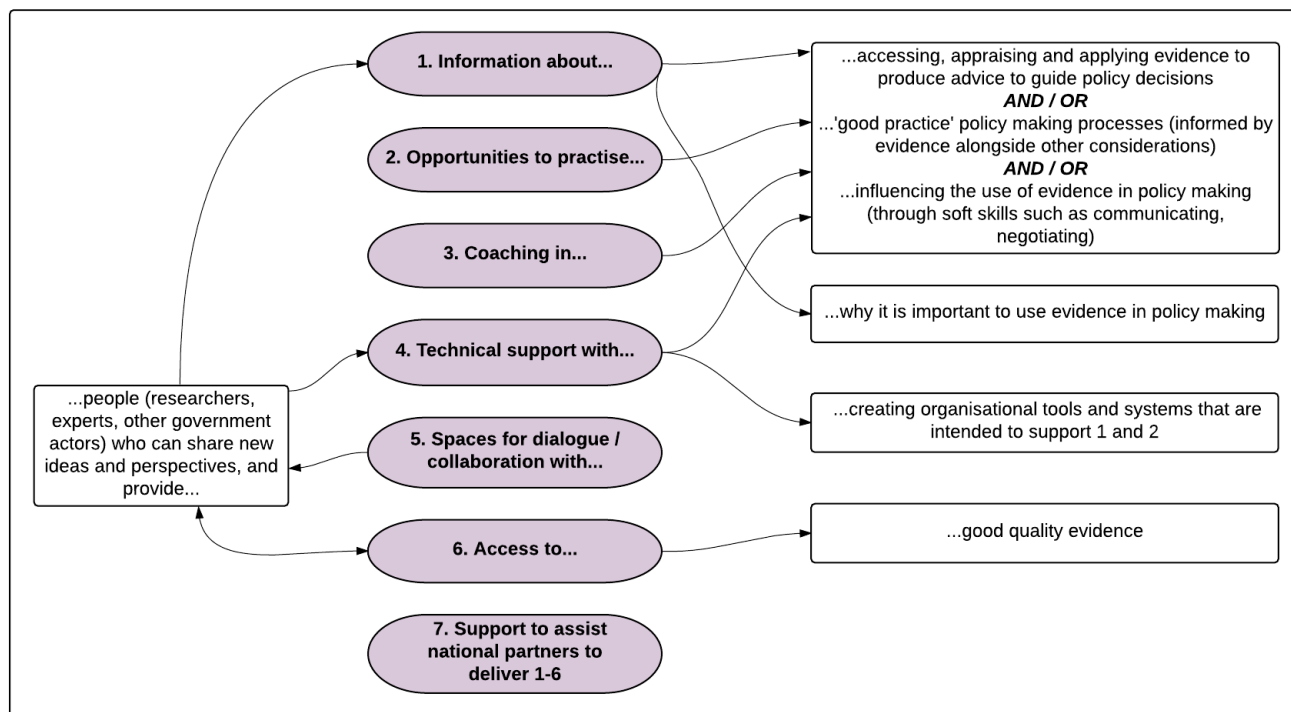 1. Information about...
2. Opportunities to practise...
3. Coaching in...
4. Technical support with...
5. Spaces for dialogue /
collaboration with...
6. Access to...
7. Support to assist
national partners to
deliver 1-6
...people (researchers,
experts, other government
actors) who can share new
ideas and perspectives, and
provide...
...accessing, appraising and applying evidence to
produce advice to guide policy decisions
AND / OR
...'good practice' policy making processes (informed by
evidence alongside other considerations)
AND / OR
...influencing the use of evidence in policy making
(through soft skills such as communicating,
negotiating)
...why it is important to use evidence in policy making
...creating organisational tools and systems that are
intended to support 1 and 2
...good quality evidence